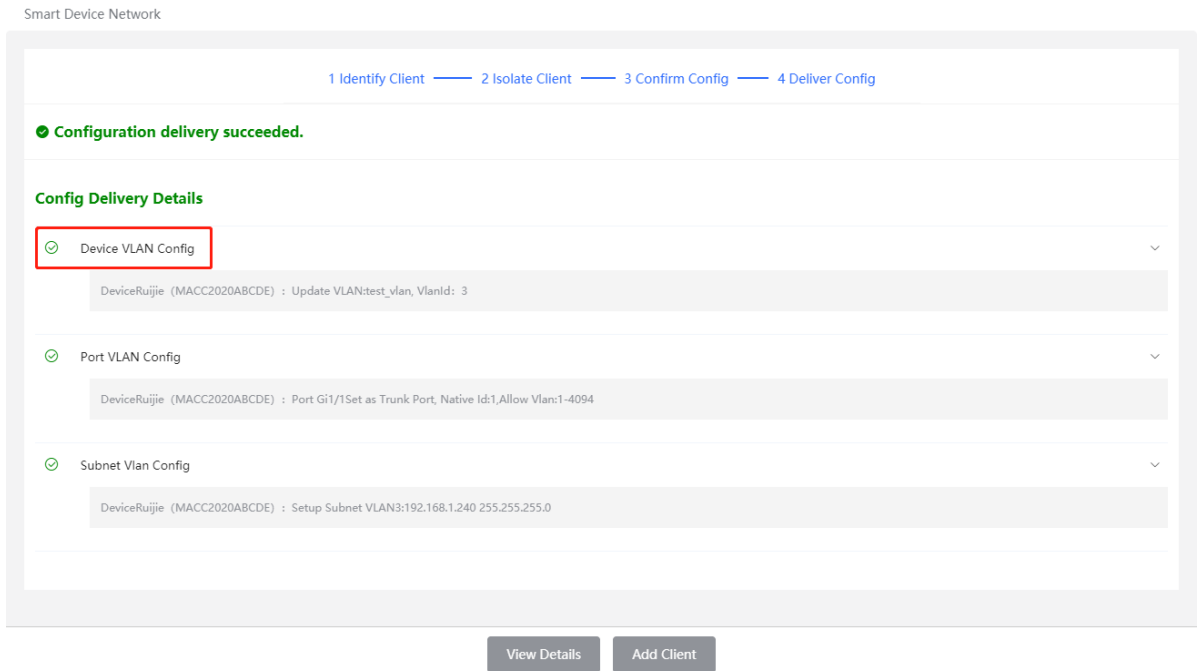 Smart Device Network
1 Identify Client 2 Isolate Client 3 Confirm Config 4 Deliver Config
Configuration delivery succeeded.
Config Delivery Details
Device VLAN Config
DeviceRuijie (MACC2020ABCDE) : Update VLAN:test_vlan, VlanId: 3
Port VLAN Config
DeviceRuijie (MACC2020ABCDE) : Port Gi1/1Set as Trunk Port, Native Id:1,Allow Vlan:1-4094
Subnet Vlan Config
DeviceRuijie (MACC2020ABCDE) : Setup Subnet VLAN3:192.168.1.240 255.255.255.0
View Details Add Client